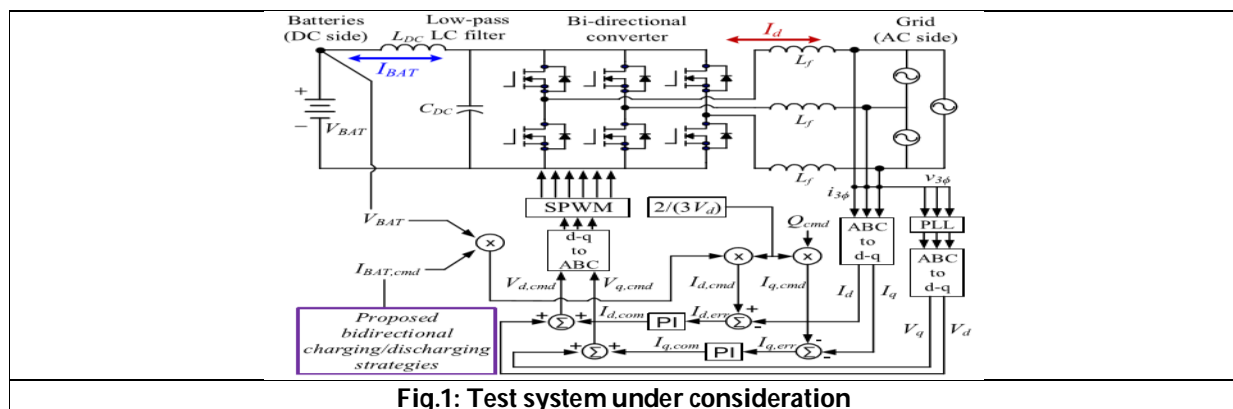 Batteries
(DC side)
Low-pass
LC filter
Bi-directional
converter
Grid
(AC side)
L_DC
I_d
I_BAT
L_f
+
C_DC
L_f
−
V_BAT
L_f
i_3ϕ
v_3ϕ
SPWM
2/(3V_d)
V_BAT
Q_cmd
PLL
d-q
to
ABC
ABC
to
d-q
ABC
to
d-q
×
×
×
I_BAT,cmd
V_d,cmd
V_q,cmd
I_d,cmd
I_q,cmd
I_d
I_q
Proposed
bidirectional
charging/discharging
strategies
+
+
Σ
I_d,com
PI
I_d,err
+
Σ
-
V_q
V_d
+
+
Σ
I_q,com
PI
I_q,err
-
Σ
-
Fig.1: Test system under consideration